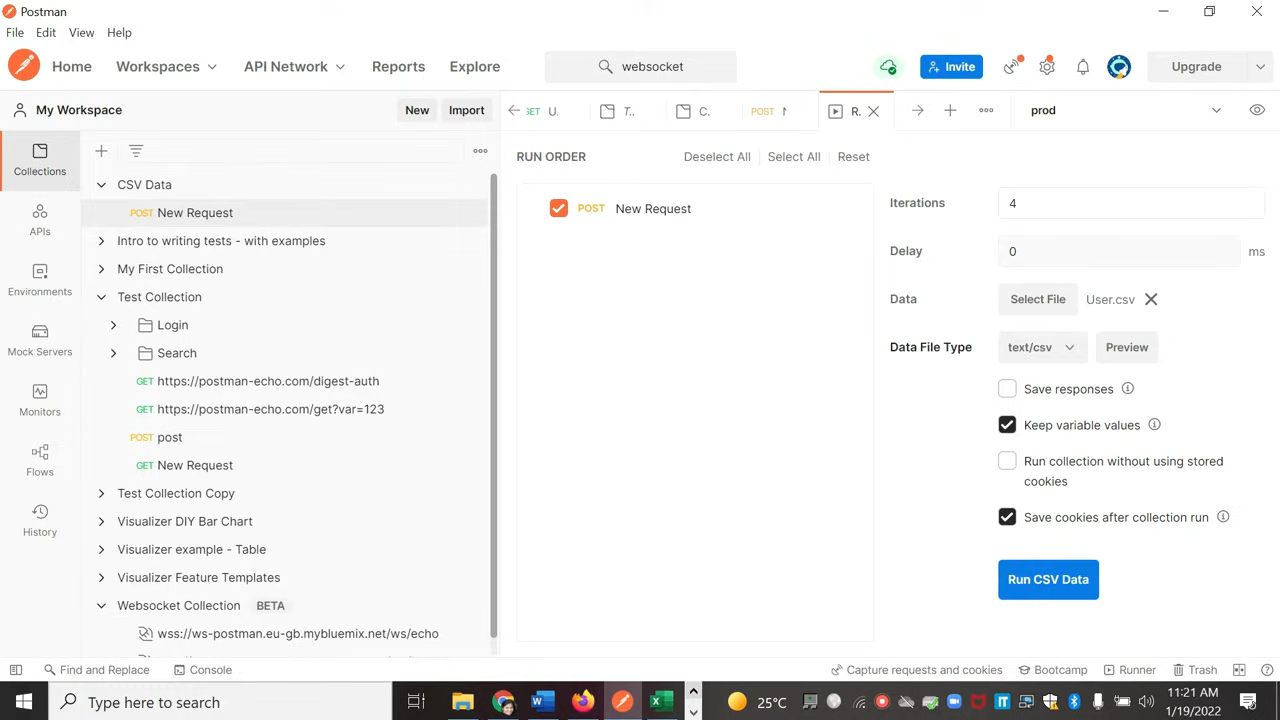 Postman
File Edit View Help
Home Workspaces API Network Reports Explore websocket Invite Upgrade
My Workspace New Import
GET U. T.. C. POST R. prod
Collections
APIs
Environments
Mock Servers
Monitors
Flows
History
CSV Data
POST New Request
Intro to writing tests - with examples
My First Collection
Test Collection
Login
Search
GET https://postman-echo.com/digest-auth
GET https://postman-echo.com/get?var=123
POST post
GET New Request
Test Collection Copy
Visualizer DIY Bar Chart
Visualizer example - Table
Visualizer Feature Templates
Websocket Collection BETA
wss://ws-postman.eu-gb.mybluemix.net/ws/echo
RUN ORDER Deselect All Select All Reset
POST New Request
Iterations 4
Delay 0 ms
Data Select File User.csv
Data File Type text/csv Preview
Save responses
Keep variable values
Run collection without using stored
cookies
Save cookies after collection run
Run CSV Data
Find and Replace Console Capture requests and cookies Bootcamp Runner Trash
Type here to search 25°C 11:21 AM
1/19/2022